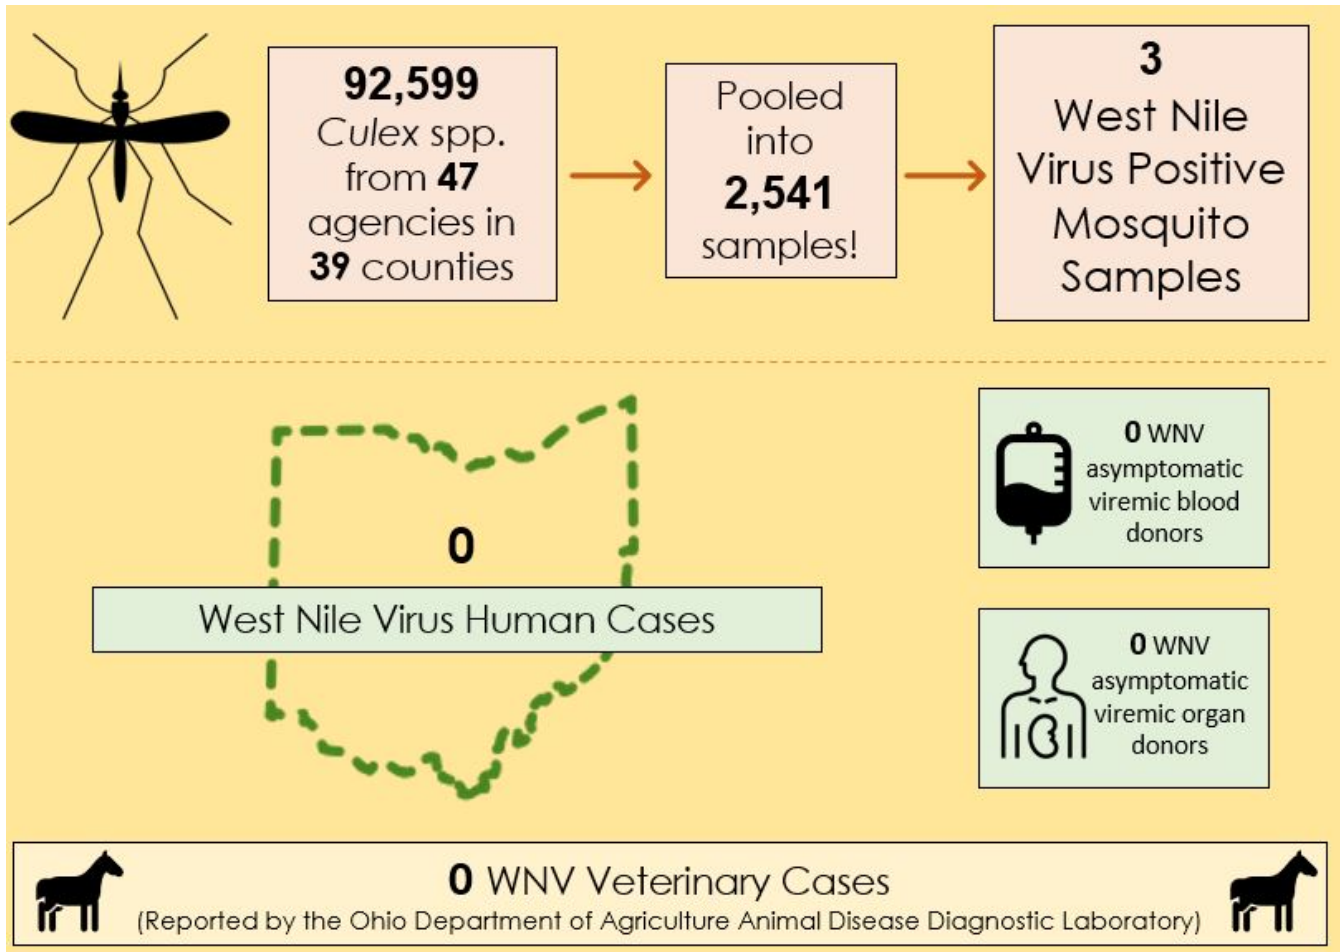 92,599
Culex spp.
from 47
agencies in
39 counties
Pooled
into
2,541
samples!
3
West Nile
Virus Positive
Mosquito
Samples
0
West Nile Virus Human Cases
0 WNV
asymptomatic
viremic blood
donors
0 WNV
asymptomatic
viremic organ
donors
0 WNV Veterinary Cases
(Reported by the Ohio Department of Agriculture Animal Disease Diagnostic Laboratory)